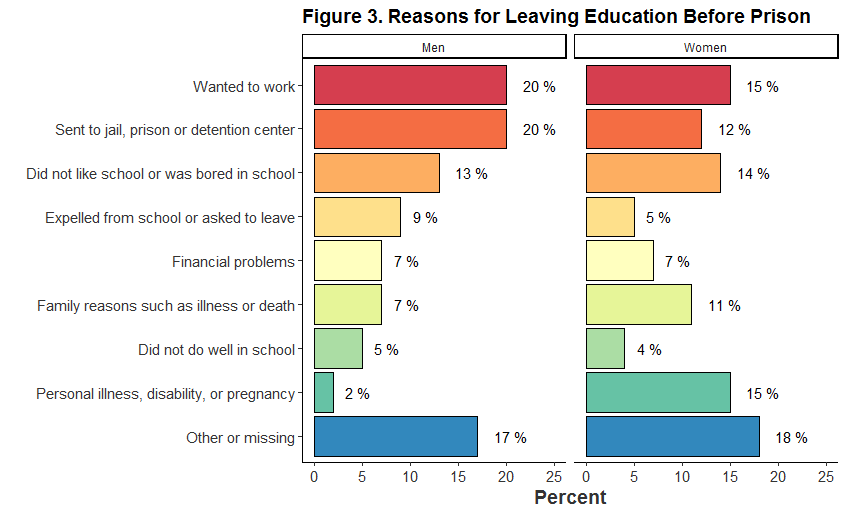 Figure 3. Reasons for Leaving Education Before Prison
Men Women
Wanted to work 20 % 15 %
Sent to jail, prison or detention center 20 % 12 %
Did not like school or was bored in school 13 % 14 %
Expelled from school or asked to leave 9 % 5 %
Financial problems 7 % 7 %
Family reasons such as illness or death 7 % 11 %
Did not do well in school 5 % 4 %
Personal illness, disability, or pregnancy 2 % 15 %
Other or missing 17 % 18 %
0 5 10 15 20 25 0 5 10 15 20 25
Percent